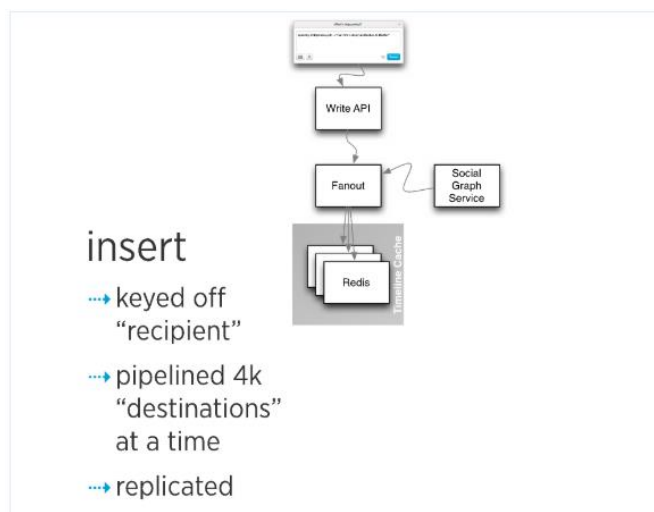 Write API
Fanout
Social
Graph
Service
Redis
Timeline Cache
insert
keyed off
“recipient”
pipelined 4k
“destinations”
at a time
replicated